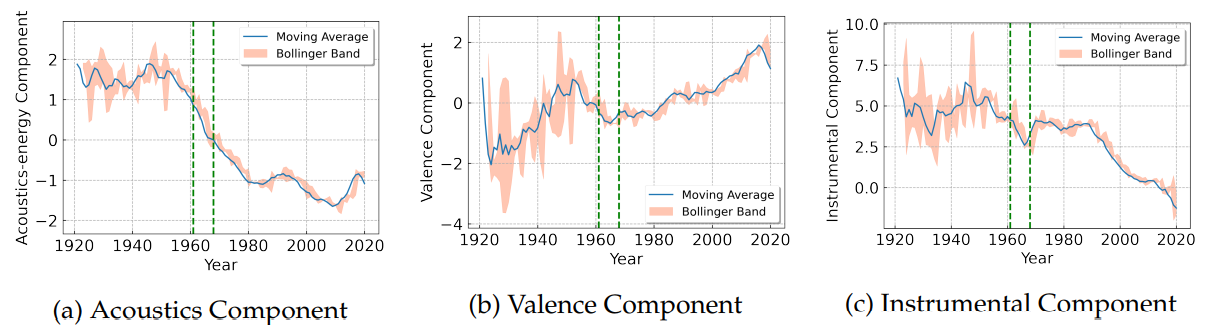 Acoustics-energy Component
2
1
0
−1
−2
1920 1940 1960 1980 2000 2020
Year
Moving Average
Bollinger Band
(a) Acoustics Component
Valence Component
2
0
−2
−4
1920 1940 1960 1980 2000 2020
Year
Moving Average
Bollinger Band
(b) Valence Component
Instrumental Component
10.0
7.5
5.0
2.5
0.0
1920 1940 1960 1980 2000 2020
Year
Moving Average
Bollinger Band
(c) Instrumental Component